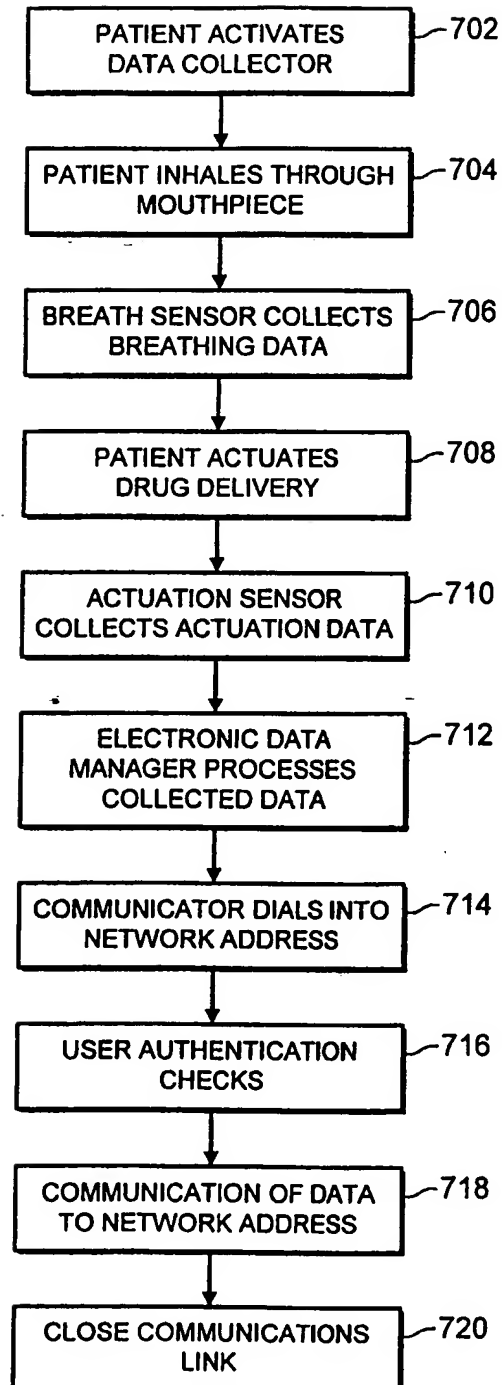 PATIENT ACTIVATES
DATA COLLECTOR
702
PATIENT INHALES THROUGH
MOUTHPIECE
704
BREATH SENSOR COLLECTS
BREATHING DATA
706
PATIENT ACTUATES
DRUG DELIVERY
708
ACTUATION SENSOR
COLLECTS ACTUATION DATA
710
ELECTRONIC DATA
MANAGER PROCESSES
COLLECTED DATA
712
COMMUNICATOR DIALS INTO
NETWORK ADDRESS
714
USER AUTHENTICATION
CHECKS
716
COMMUNICATION OF DATA
TO NETWORK ADDRESS
718
CLOSE COMMUNICATIONS
LINK
720